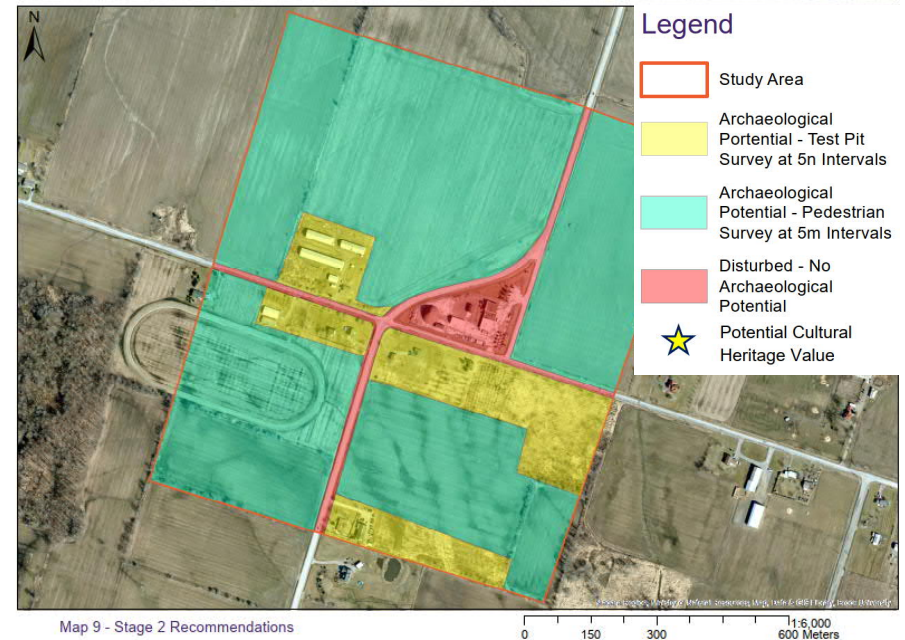 N
Legend
Study Area
Archaeological
Portential - Test Pit
Survey at 5n Intervals
Archaeological
Potential - Pedestrian
Survey at 5m Intervals
Disturbed - No
Archaeological
Potential
Potential Cultural
Heritage Value
Map 9 - Stage 2 Recommendations
1:6,000
0 150 300 600 Meters